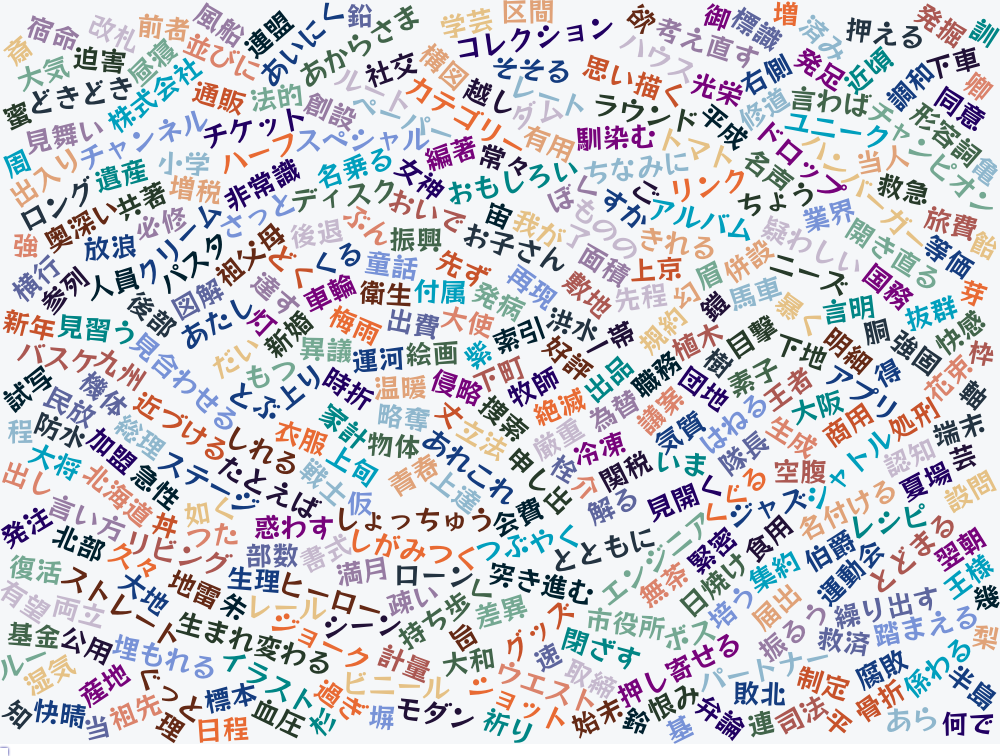 斎
宿命
改札
前者
風船
並びに
連盟
あいにく
鉛
あからさま
学芸
区間
コレクション
欲
考え直す
御
標識
増
済み
押える
発掘
訓
大気
迫害
寝
株式会社
通販
法的
ルート
社交
横図
そそる
思い描く
ハウス
光栄
右側
発足
近頃
調和
下車
卿
蜜
どきどき
見舞い
チャンネル
チケット
創設
ペーパー
カテゴリー
越し
ダム
レート
ラウンド
平成
修道
言わば
チャンピオン
同意
形容詞
亀
周
出入り
小学
ハーフ
スペシャル
編著
常々
有用
馴染む
トマト
ドロップ
ユニーク
ハンバーガー
当人
救急
ロング
遺産
増税
非常識
名乗る
女神
おもしろい
ちなみに
リンク
名声
ちょう
業界
旅費
飴
強
奥深い
共著
必修
さっと
ディスク
おいで
宙
我が
ぼく
ものの
すか
アルバム
疑わしい
開き直る
等価
横行
放浪
クリーム
パスタ
祖父母
後退
ぶん
振興
お子さん
了
面積
きれる
上京
眉
併設
ニーズ
国務
芽
参列
人員
後部
図解
達す
どく
くる
童話
先ず
再現
敷地
先程
幻
鎧
馬車
暴く
言明
抜群
新年
見習う
見合わせる
あたし
灯
車輪
衛生
付属
発病
索引
洪水
一帯
規約
植木
目撃
下地
明細
胴
強固
快感
枠
バスケ
九州
だい
新婚
梅雨
出費
大使
紫
好評
職務
樹
素子
王者
アプリ
得
花束
試写
機体
民放
もつ
異議
運河
絵画
下町
牧師
出品
団地
大阪
商用
処刑
盤
程
防水
加盟
総理
近づける
とぶ
上り
時折
温暖
侵略
絶滅
為替
議案
はねる
生成
シャトル
端末
大将
北海道
急性
ステージ
しれる
衣服
家計
略奪
丈
立法
捜索
厳重
冷凍
気質
隊長
空腹
認知
芸
出し
言い方
丼
如く
たとえば
戦士
上旬
物体
青春
上達
あれこれ
申し
任
栓
介
関税
いま
くぐる
ジャズ
名付ける
夏場
設問
発注
北部
久々
リビング
つた
惑わす
仮
しょっちゅう
会費
解る
見聞
緊密
食用
レシピ
翌朝
復活
ストレート
大地
地雷
部数
書式
しがみつく
つぶやく
とともに
エンジニア
無茶
日焼け
集約
伯爵
とどまる
王様
有望
両立
朱
生理
レール
ヒーロー
満月
ローン
疎い
突き進む
培う
届出
運動会
繰り出す
幾
基金
公用
埋もれる
生まれ変わる
ジョーク
シーン
持ち歩く
差異
旨
グッズ
市役所
ボス
振るう
救済
踏まえる
梨
ルー
湿気
産地
イラスト
計量
大和
速
閉ざす
押し寄せる
パートナー
腐敗
係わる
半島
知
快晴
当
祖先
ぐっと
理
標本
日程
血圧
過ぎ
ビニール
塀
モダン
祈り
ショット
ウエスト
取締
始末
鈴
恨み
基
弁論
敗北
連
司法
制定
平
骨折
あら
何で